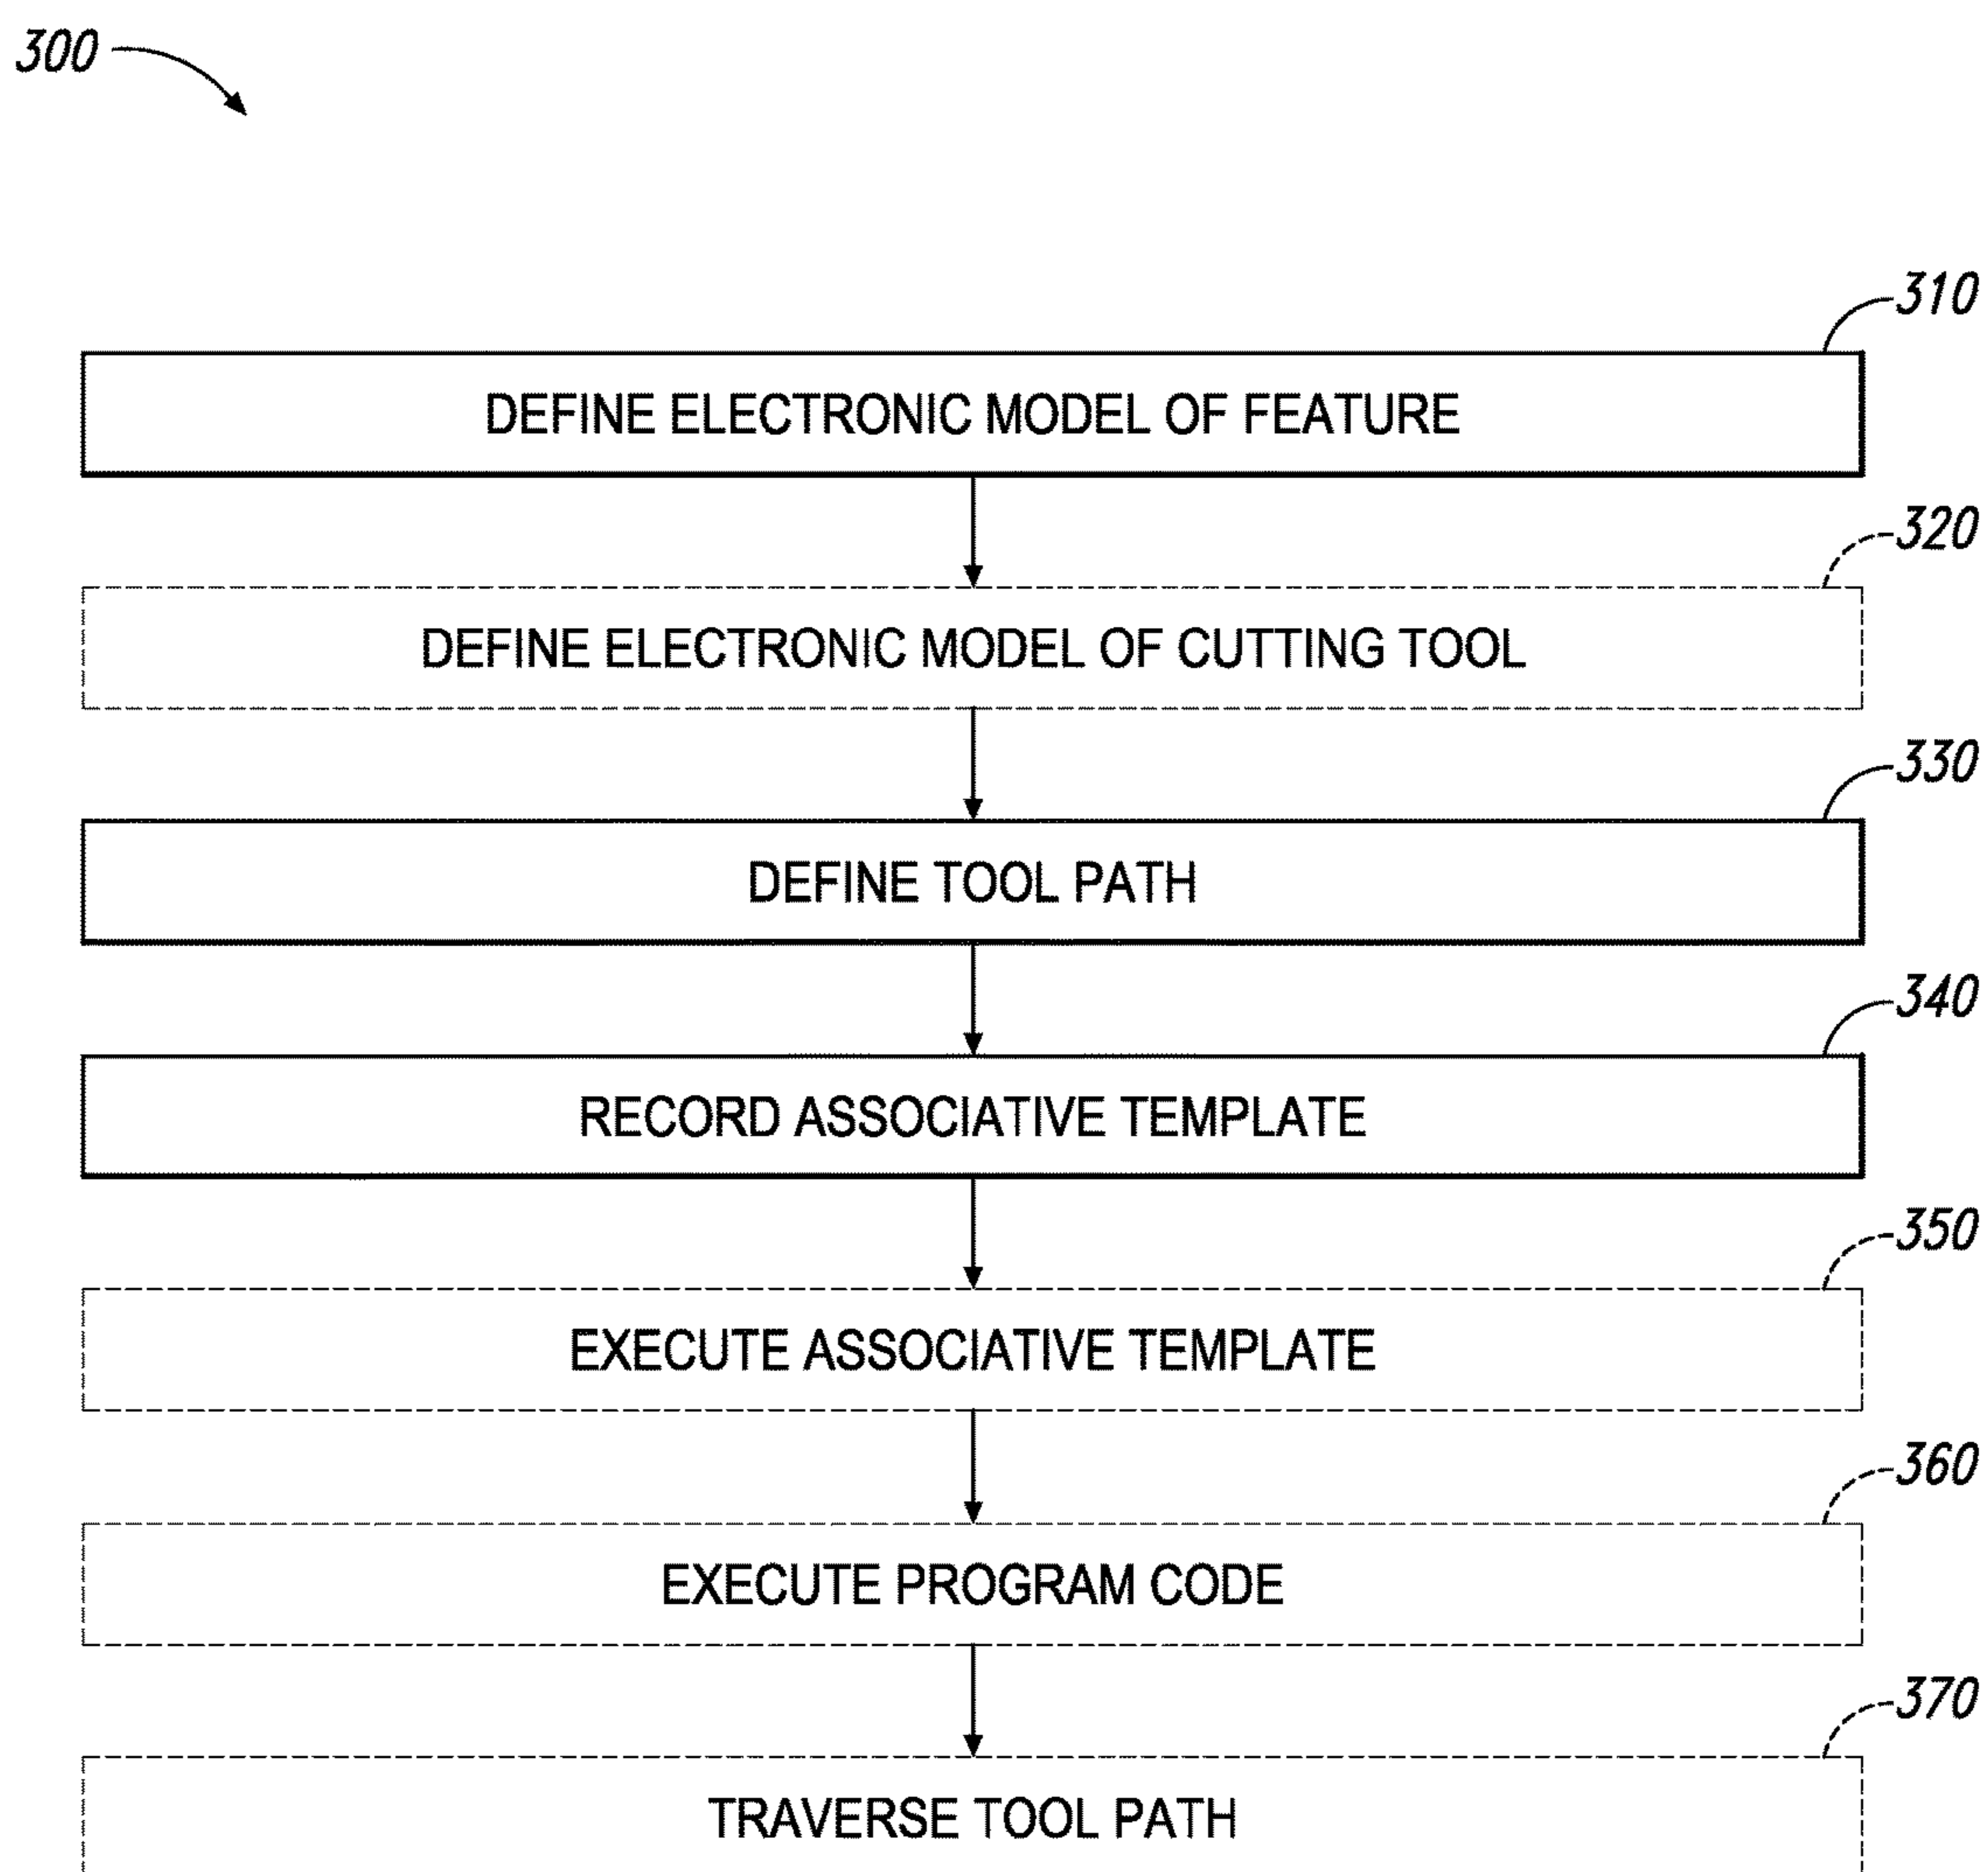 300
310
DEFINE ELECTRONIC MODEL OF FEATURE
320
DEFINE ELECTRONIC MODEL OF CUTTING TOOL
330
DEFINE TOOL PATH
340
RECORD ASSOCIATIVE TEMPLATE
350
EXECUTE ASSOCIATIVE TEMPLATE
360
EXECUTE PROGRAM CODE
370
TRAVERSE TOOL PATH